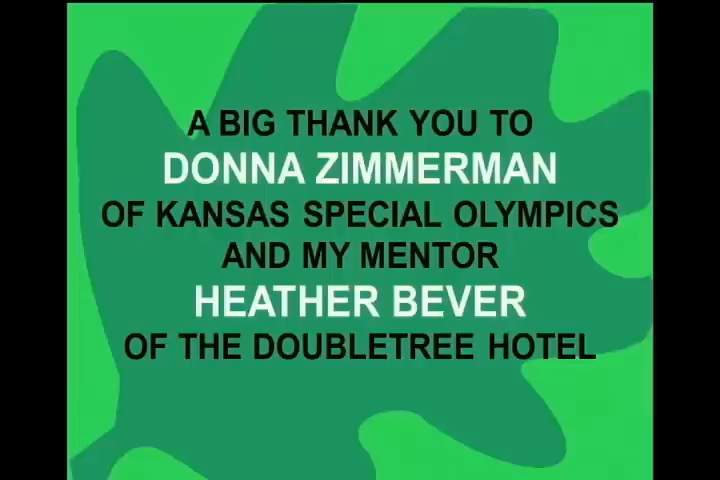 A BIG THANK YOU TO
DONNA ZIMMERMAN
OF KANSAS SPECIAL OLYMPICS
AND MY MENTOR
HEATHER BEVER
OF THE DOUBLETREE HOTEL